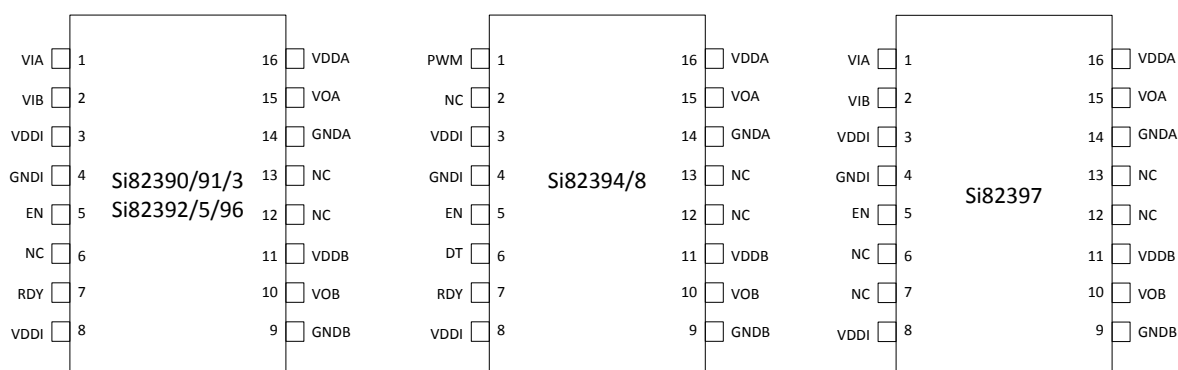 VIA 1 16 VDDA
VIB 2 15 VOA
VDDI 3 14 GNDA
GNDI 4 13 NC
Si82390/91/3
Si82392/5/96
EN 5 12 NC
NC 6 11 VDDB
RDY 7 10 VOB
VDDI 8 9 GNDB
PWM 1 16 VDDA
NC 2 15 VOA
VDDI 3 14 GNDA
GNDI 4 Si82394/8 13 NC
EN 5 12 NC
DT 6 11 VDDB
RDY 7 10 VOB
VDDI 8 9 GNDB
VIA 1 16 VDDA
VIB 2 15 VOA
VDDI 3 14 GNDA
GNDI 4 13 NC
Si82397
EN 5 12 NC
NC 6 11 VDDB
NC 7 10 VOB
VDDI 8 9 GNDB